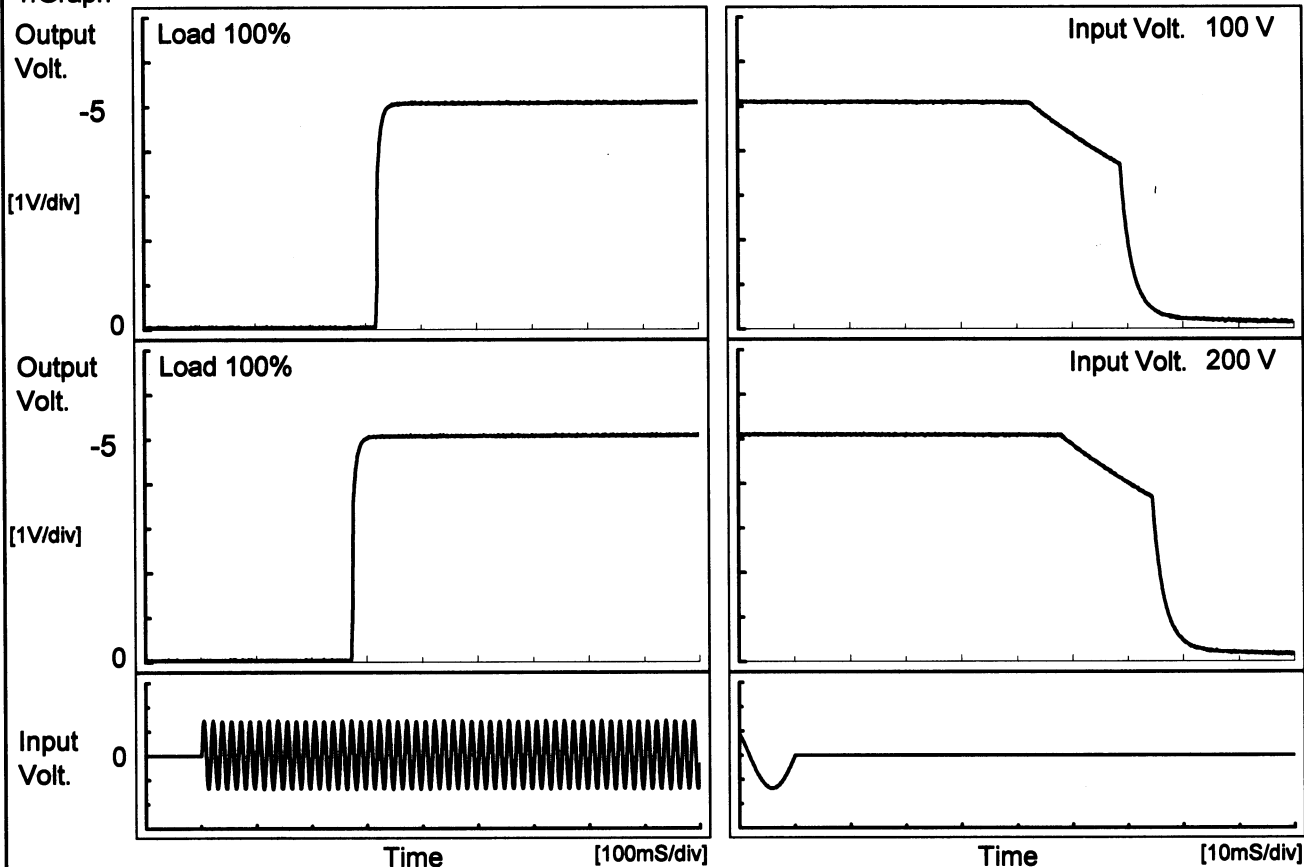 Output
Volt.
Load 100%
Input Volt. 100 V
-5
[1V/div]
0
Output
Volt.
Load 100%
Input Volt. 200 V
-5
[1V/div]
0
Input
Volt.
0
Time [100mS/div]
Time [10mS/div]